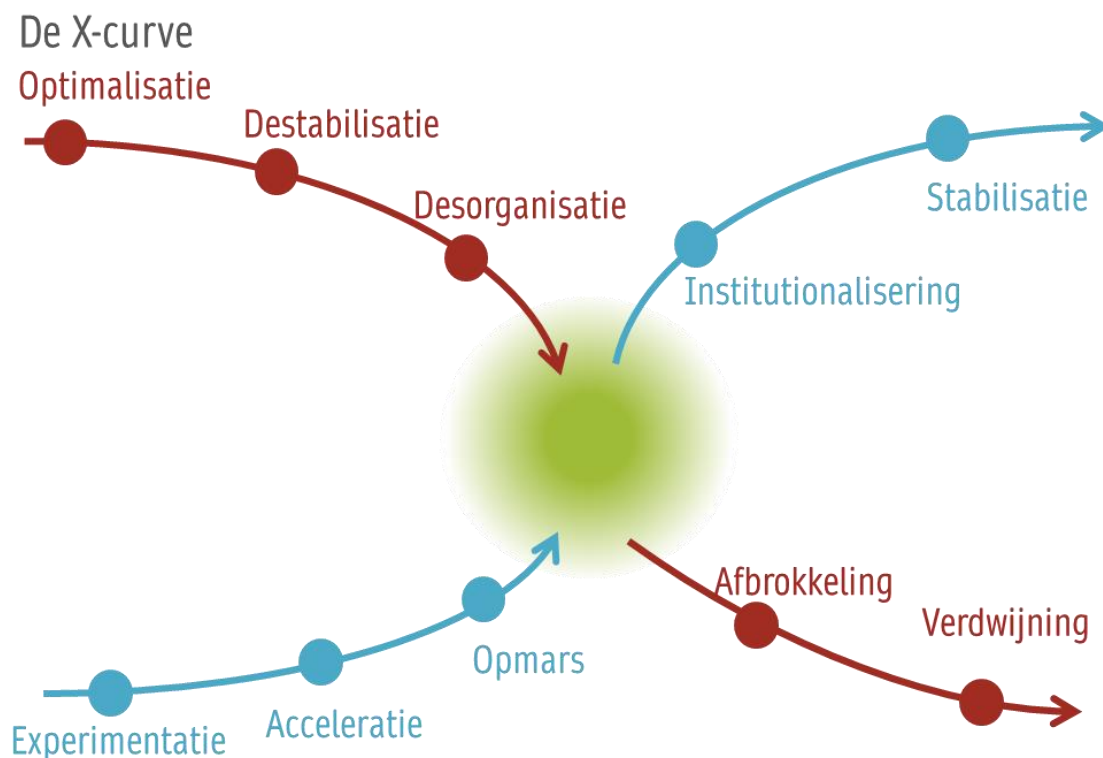 De X-curve
Optimalisatie
Destabilisatie
Desorganisatie
Stabilisatie
Institutionalisering
Afbrokkeling
Verdwijning
Opmars
Acceleratie
Experimentatie